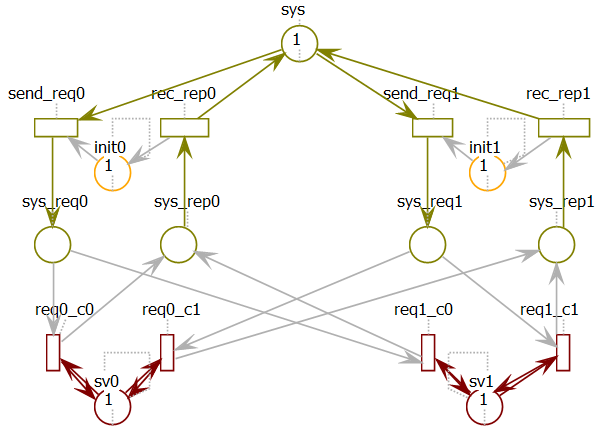 sys
1
send_req0
rec_rep0
send_req1
rec_rep1
init0
1
init1
1
sys_req0
sys_rep0
sys_req1
sys_rep1
req0_c0
req0_c1
req1_c0
req1_c1
sv0
1
sv1
1